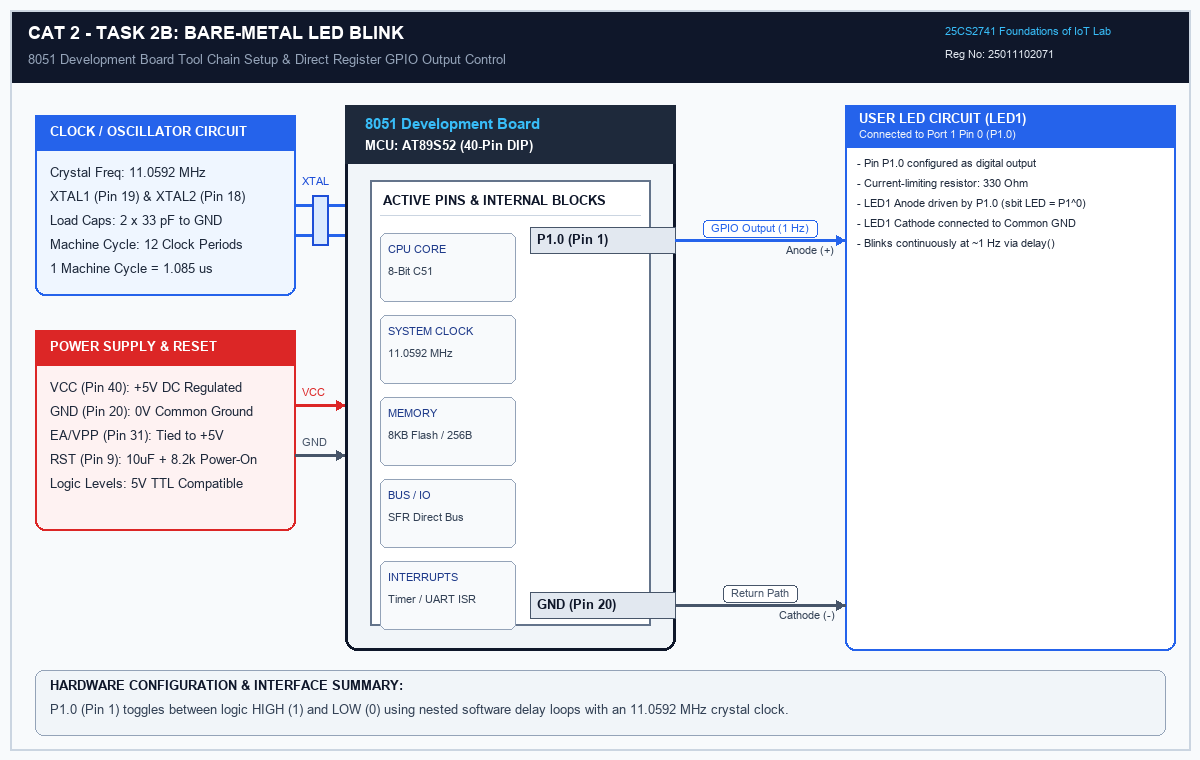 CAT 2 - TASK 2B: BARE-METAL LED BLINK
8051 Development Board Tool Chain Setup & Direct Register GPIO Output Control
25CS2741 Foundations of IoT Lab
Reg No: 25011102071
CLOCK / OSCILLATOR CIRCUIT
Crystal Freq: 11.0592 MHz
XTAL1 (Pin 19) & XTAL2 (Pin 18)
Load Caps: 2 x 33 pF to GND
Machine Cycle: 12 Clock Periods
1 Machine Cycle = 1.085 us
XTAL
POWER SUPPLY & RESET
VCC (Pin 40): +5V DC Regulated
GND (Pin 20): 0V Common Ground
EA/VPP (Pin 31): Tied to +5V
RST (Pin 9): 10uF + 8.2k Power-On
Logic Levels: 5V TTL Compatible
VCC
GND
8051 Development Board
MCU: AT89S52 (40-Pin DIP)
ACTIVE PINS & INTERNAL BLOCKS
CPU CORE
8-Bit C51
SYSTEM CLOCK
11.0592 MHz
MEMORY
8KB Flash / 256B
BUS / IO
SFR Direct Bus
INTERRUPTS
Timer / UART ISR
P1.0 (Pin 1)
GND (Pin 20)
GPIO Output (1 Hz)
Anode (+)
Return Path
Cathode (-)
USER LED CIRCUIT (LED1)
Connected to Port 1 Pin 0 (P1.0)
- Pin P1.0 configured as digital output
- Current-limiting resistor: 330 Ohm
- LED1 Anode driven by P1.0 (sbit LED = P1^0)
- LED1 Cathode connected to Common GND
- Blinks continuously at ~1 Hz via delay()
HARDWARE CONFIGURATION & INTERFACE SUMMARY:
P1.0 (Pin 1) toggles between logic HIGH (1) and LOW (0) using nested software delay loops with an 11.0592 MHz crystal clock.